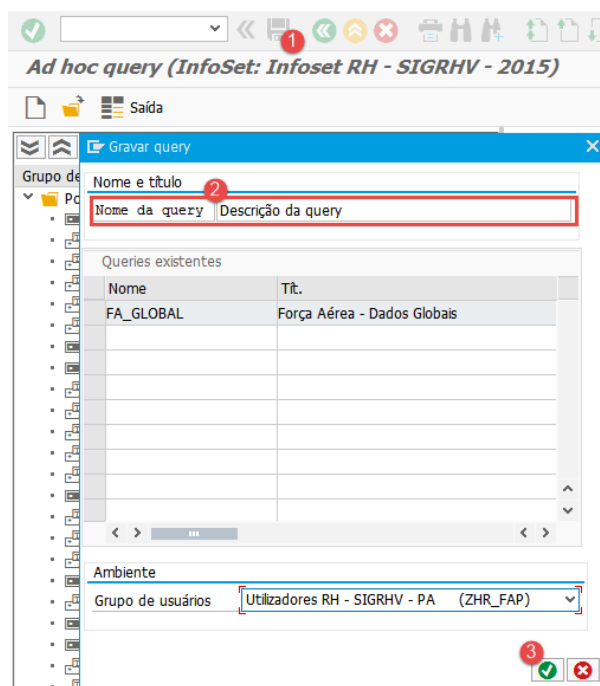 1
Ad hoc query (InfoSet: Infoset RH - SIGRHV - 2015)
Saída
Gravar query
Grupo de
Nome e título
2
Po
Nome da query Descrição da query
Queries existentes
Nome Tít.
FA_GLOBAL Força Aérea - Dados Globais
Ambiente
Grupo de usuários Utilizadores RH - SIGRHV - PA (ZHR_FAP)
3